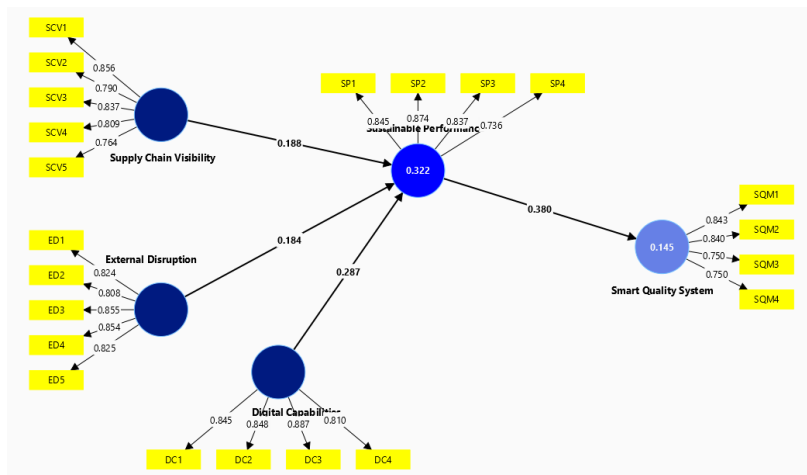 SCV1
0.856
SCV2
0.790
SCV3
0.837
SCV4
0.809
SCV5
0.764
Supply Chain Visibility
0.188
SP1
SP2
SP3
SP4
0.845
0.874
0.837
0.736
Sustainable Performance
0.322
0.380
SQM1
0.843
SQM2
0.840
0.145
SQM3
0.750
SQM4
0.750
Smart Quality System
External Disruption
ED1
0.824
ED2
0.808
ED3
0.855
ED4
0.854
ED5
0.825
0.184
0.287
Digital Capabilities
0.845
0.848
0.887
0.810
DC1
DC2
DC3
DC4